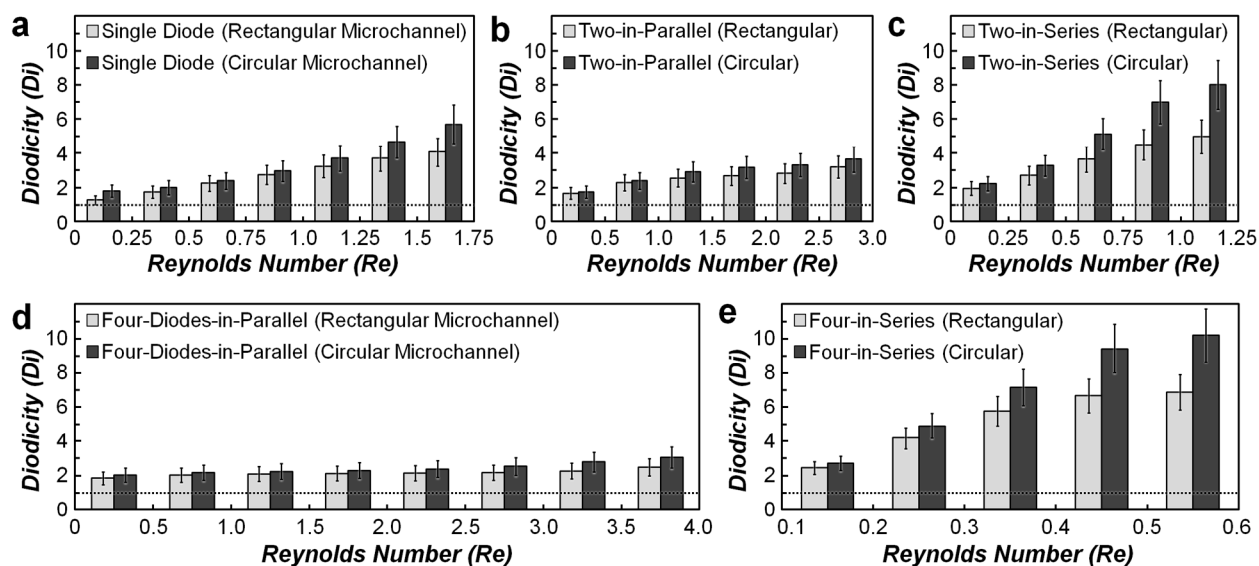 a
Single Diode (Rectangular Microchannel)
Single Diode (Circular Microchannel)
Diodicity (Di)
10
8
6
4
2
0
0 0.25 0.50 0.75 1.0 1.25 1.50 1.75
Reynolds Number (Re)
b
Two-in-Parallel (Rectangular)
Two-in-Parallel (Circular)
Diodicity (Di)
10
8
6
4
2
0
0 0.5 1.0 1.5 2.0 2.5 3.0
Reynolds Number (Re)
c
Two-in-Series (Rectangular)
Two-in-Series (Circular)
Diodicity (Di)
10
8
6
4
2
0
0 0.25 0.50 0.75 1.00 1.25
Reynolds Number (Re)
d
Four-Diodes-in-Parallel (Rectangular Microchannel)
Four-Diodes-in-Parallel (Circular Microchannel)
Diodicity (Di)
10
8
6
4
2
0
0 0.5 1.0 1.5 2.0 2.5 3.0 3.5 4.0
Reynolds Number (Re)
e
Four-in-Series (Rectangular)
Four-in-Series (Circular)
Diodicity (Di)
10
8
6
4
2
0
0.1 0.2 0.3 0.4 0.5 0.6
Reynolds Number (Re)